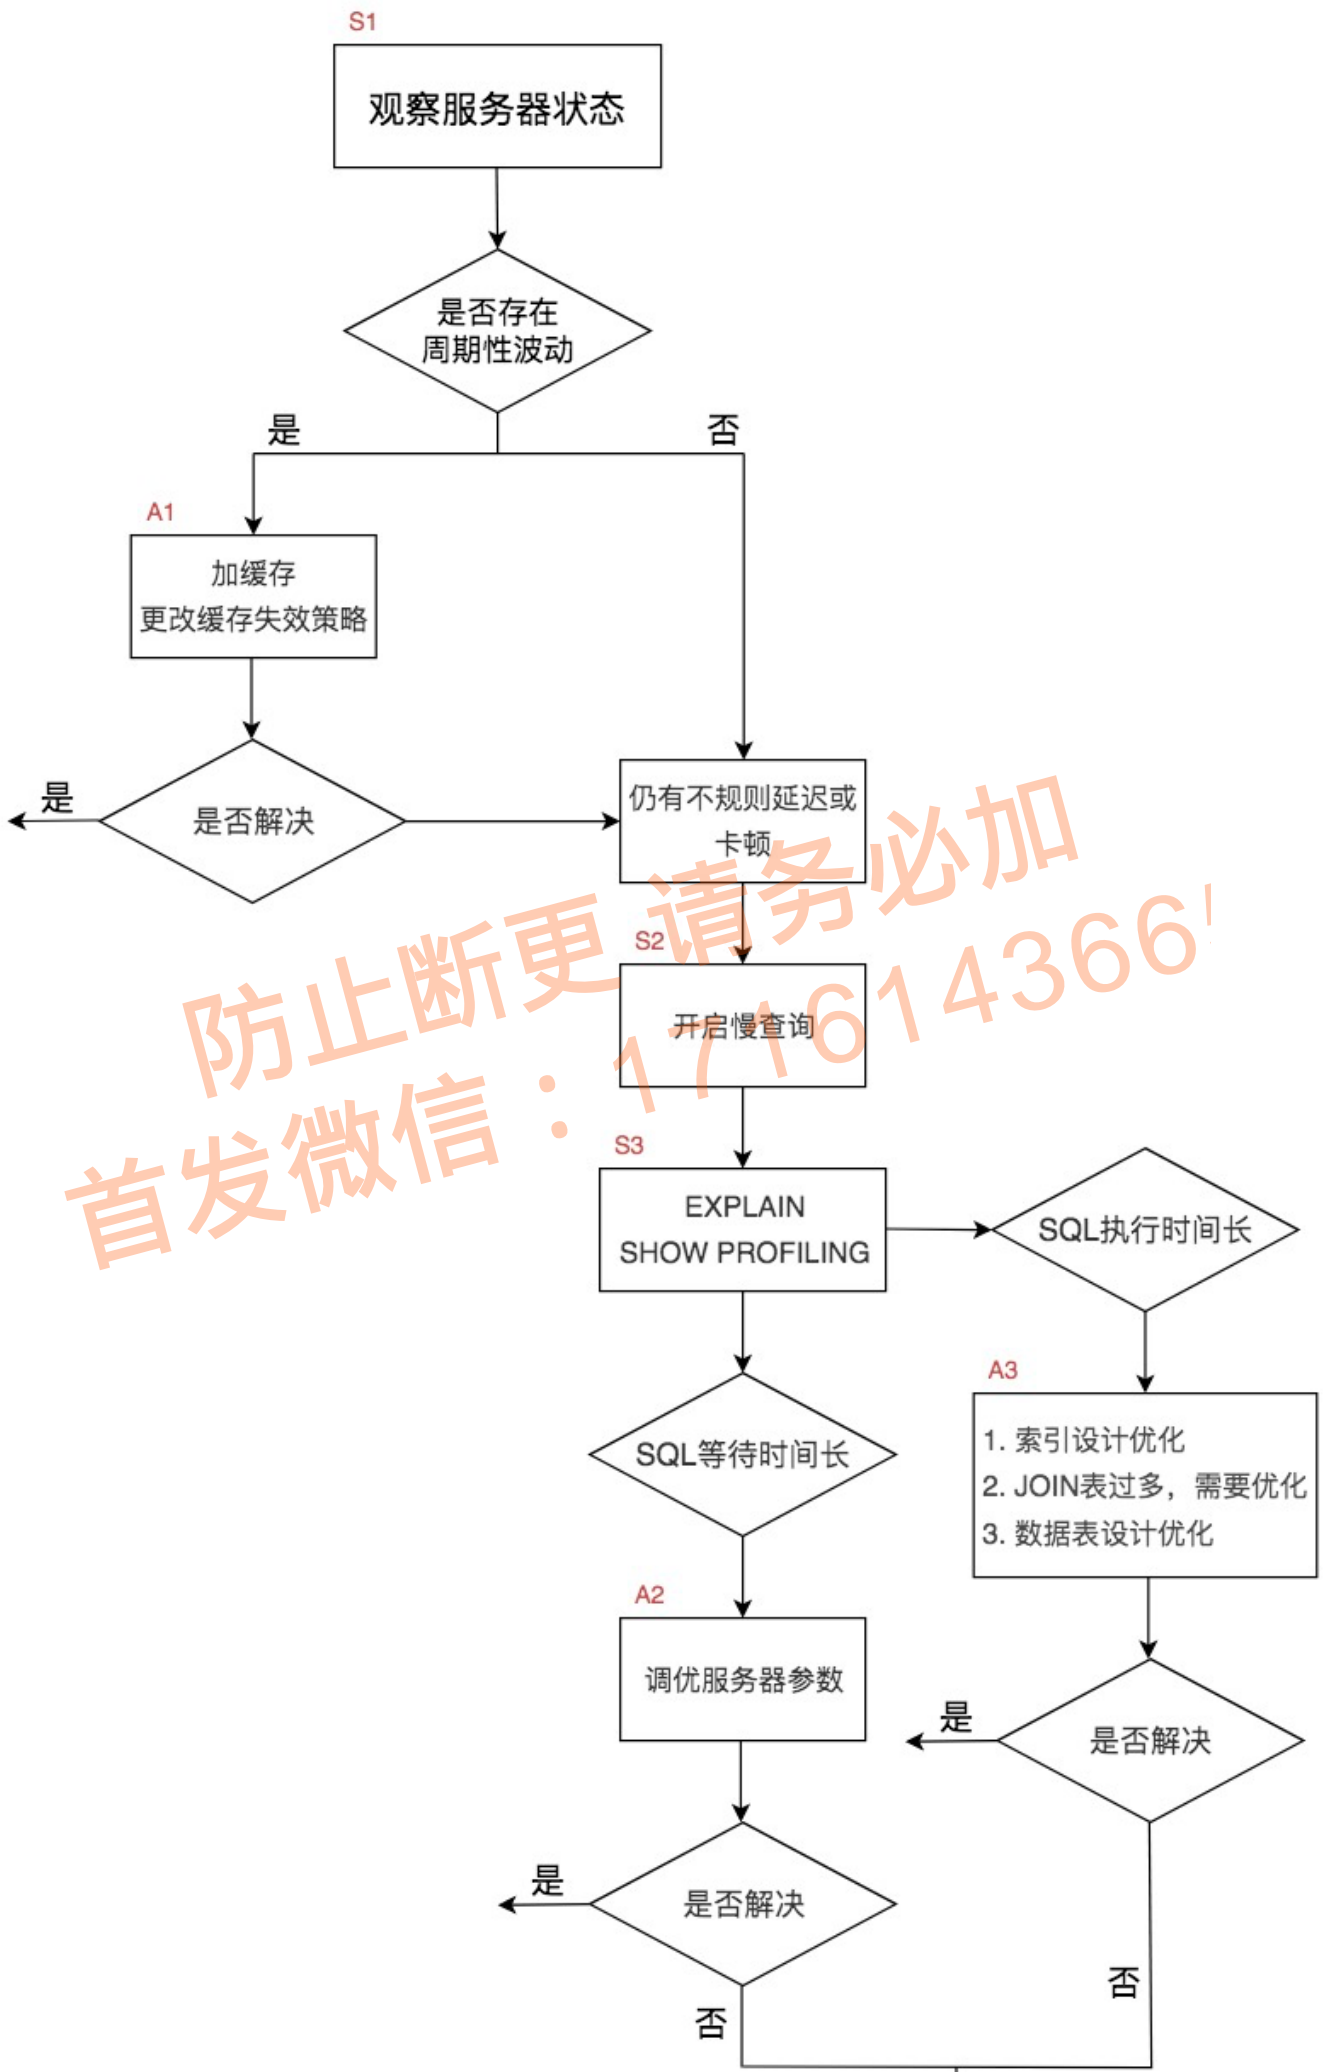 S1
观察服务器状态
是否存在
周期性波动
是
否
A1
加缓存
更改缓存失效策略
是
是否解决
仍有不规则延迟或
卡顿
防止断更 请务必加
首发微信：171614366
S2
开启慢查询
S3
EXPLAIN
SHOW PROFILING
SQL执行时间长
A3
1. 索引设计优化
2. JOIN表过多，需要优化
3. 数据表设计优化
SQL等待时间长
A2
调优服务器参数
是
是否解决
是
是否解决
否
否